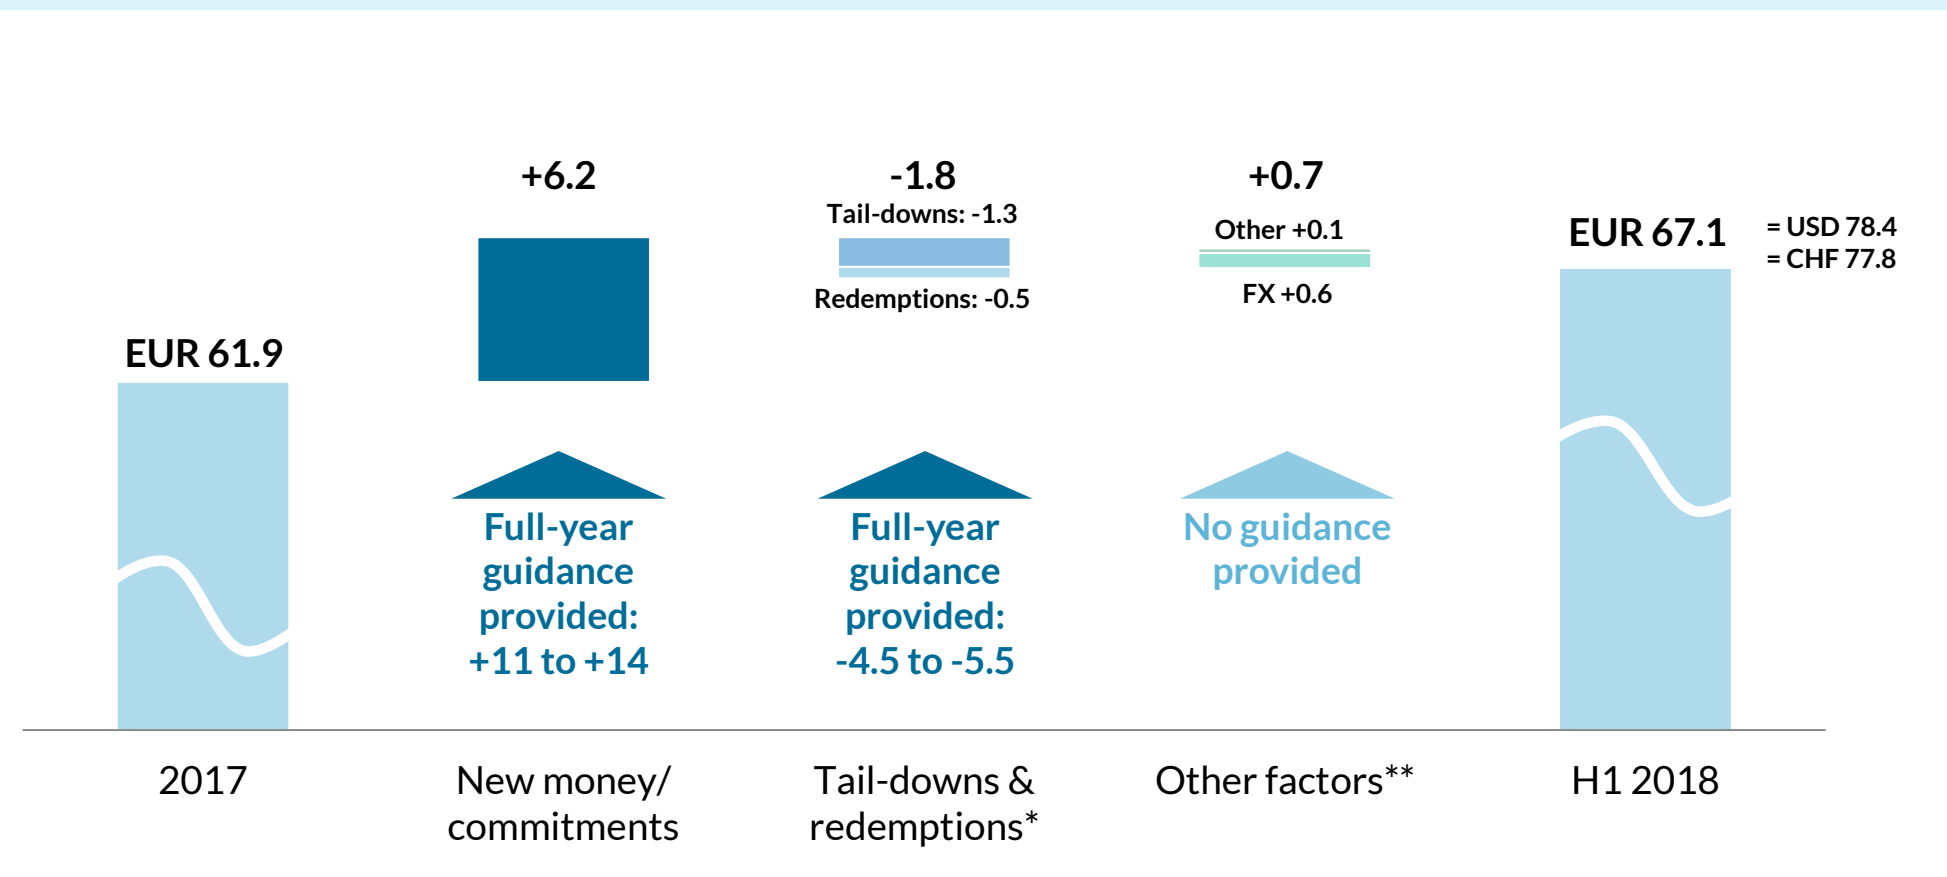 +6.2
-1.8
Tail-downs: -1.3
Redemptions: -0.5
+0.7
Other +0.1
FX +0.6
EUR 61.9
EUR 67.1
= USD 78.4
= CHF 77.8
Full-year
guidance
provided:
+11 to +14
Full-year
guidance
provided:
-4.5 to -5.5
No guidance
provided
2017
New money/
commitments
Tail-downs &
redemptions*
Other factors**
H1 2018